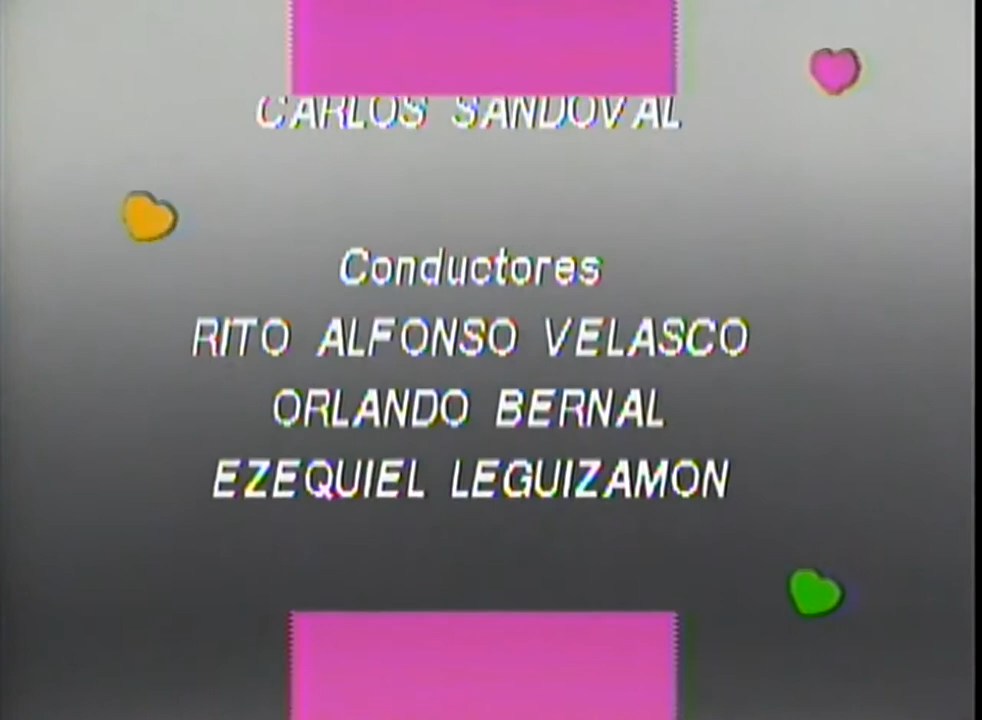 CARLOS SANDOVAL
Conductores
RITO ALFONSO VELASCO
ORLANDO BERNAL
EZEQUIEL LEGUIZAMON